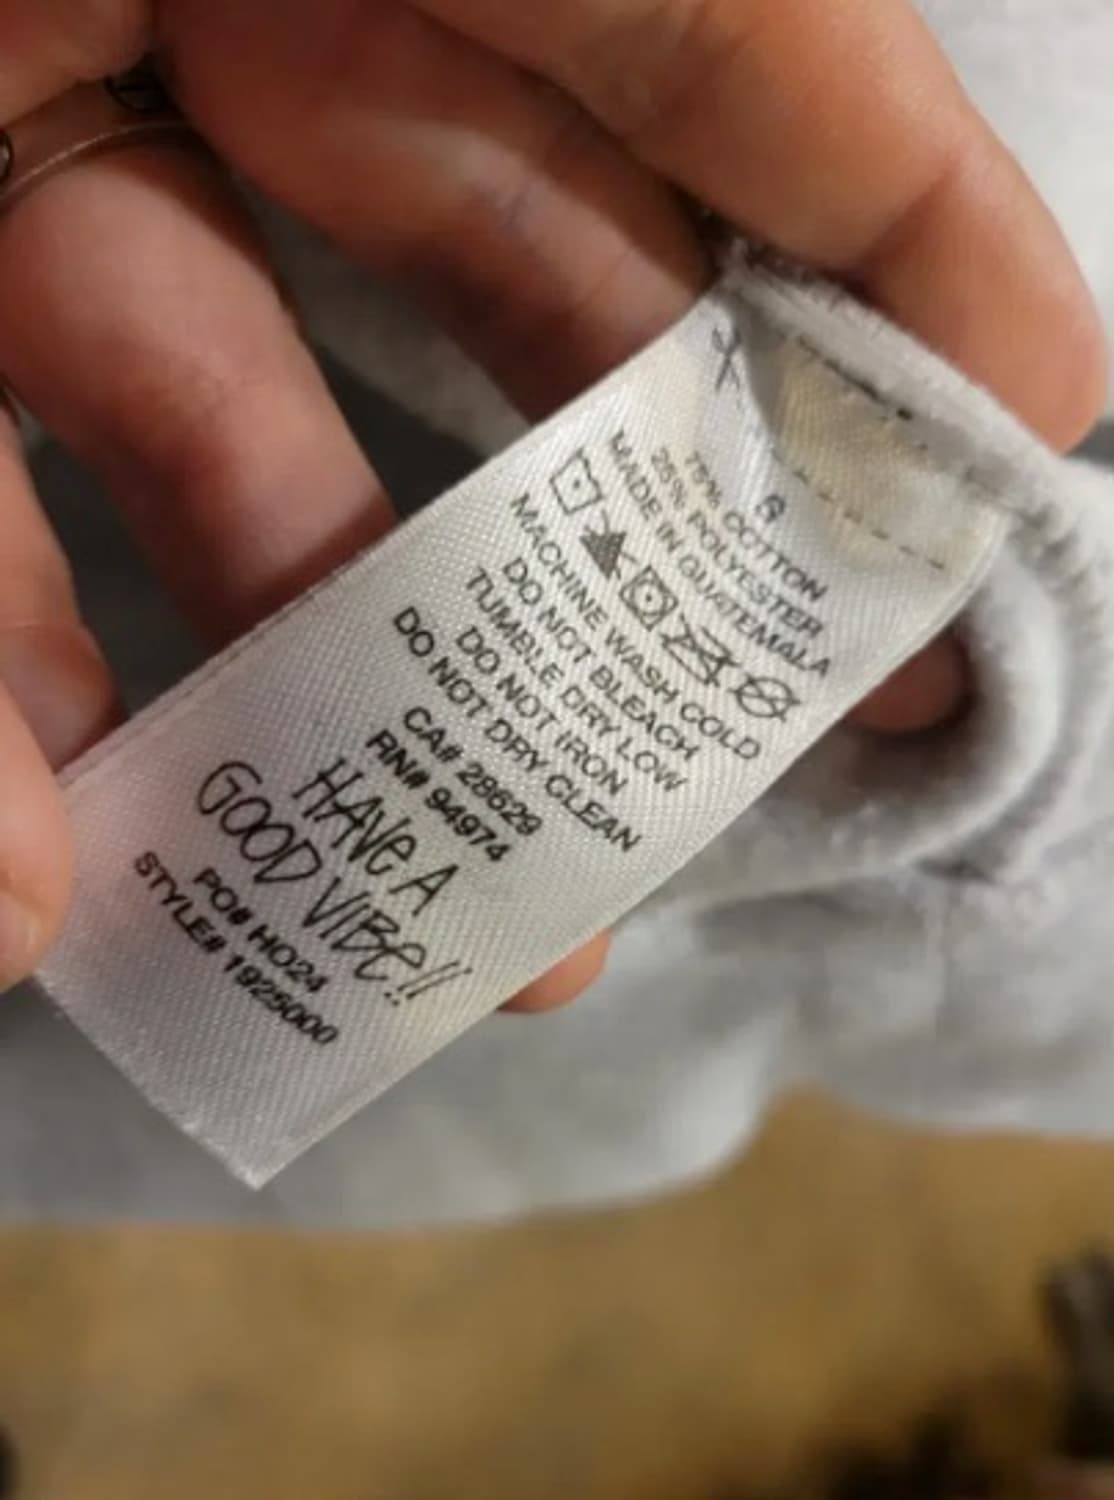 S
75% COTTON
25% POLYESTER
MADE IN GUATEMALA
MACHINE WASH COLD
DO NOT BLEACH
TUMBLE DRY LOW
DO NOT IRON
DO NOT DRY CLEAN
CA# 28629
RN# 94974
HAVe A
GOOD VIBe!!
PO# HO24
STYLE# 1925000